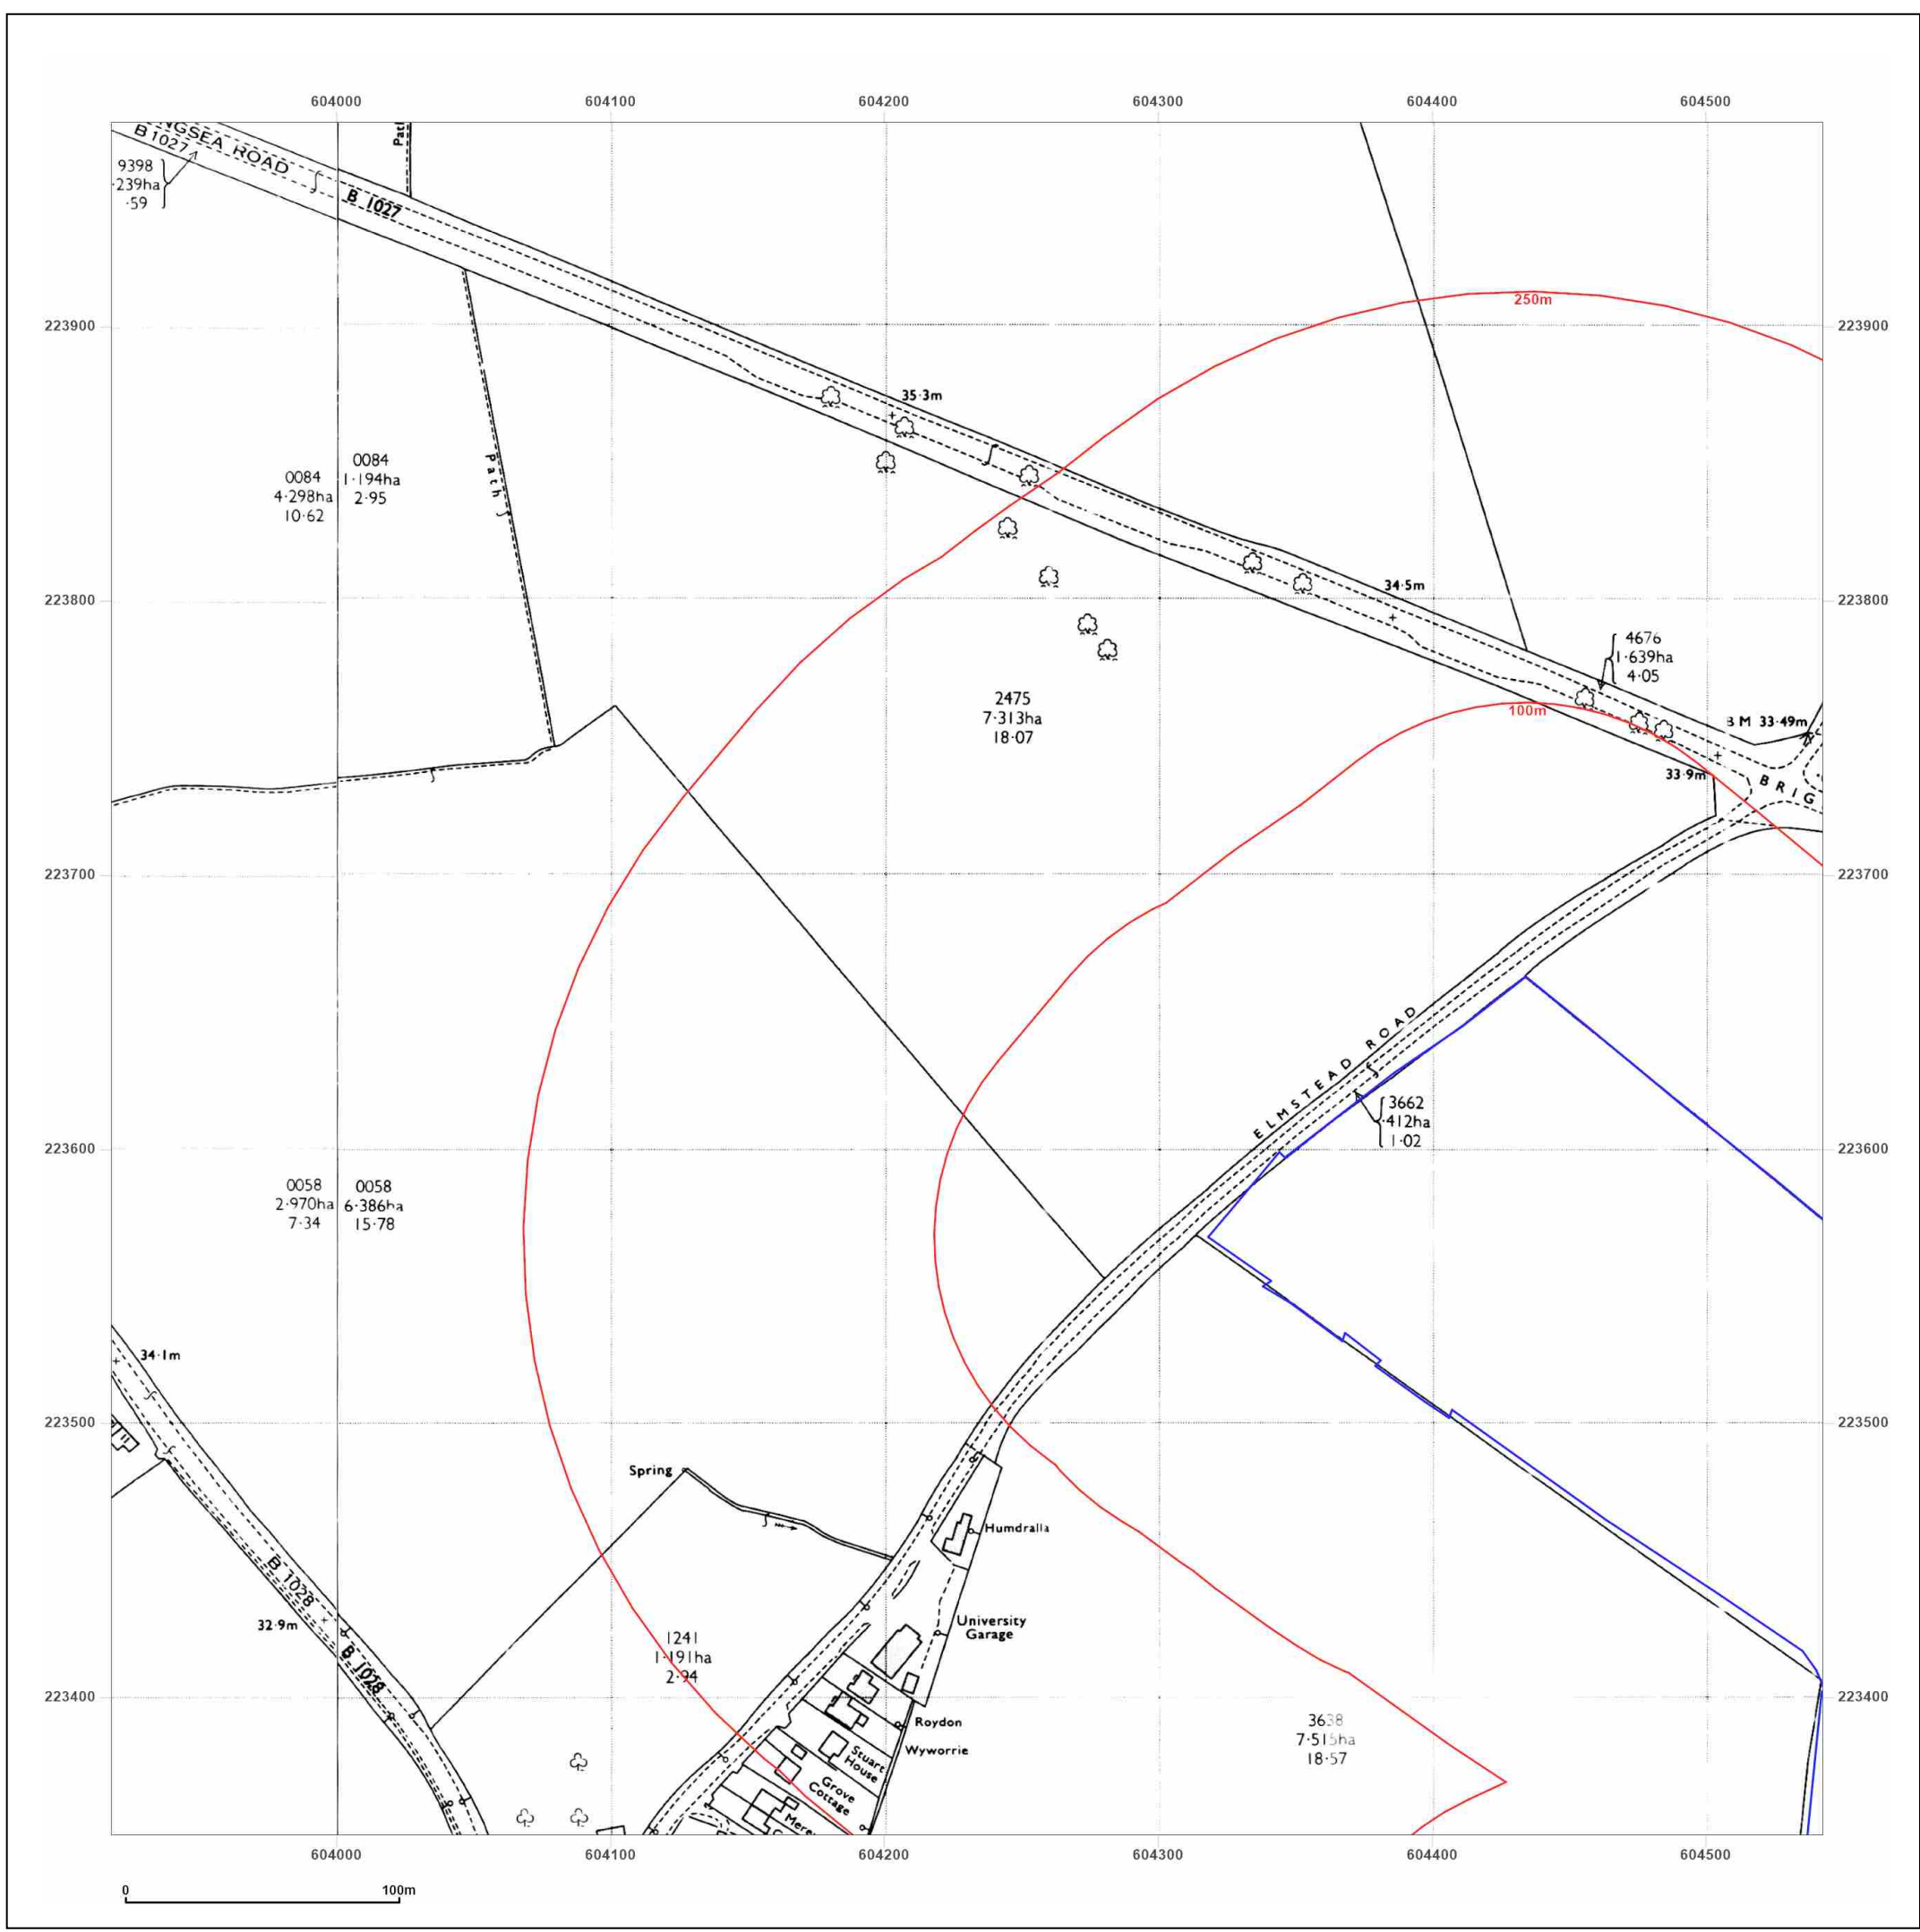 604000 604100 604200 604300 604400 604500
NGSEA ROAD
B 1027
Path
9398
·239ha
·59
B 1027
250m
223900 223900
35·3m
0084
4·298ha
10·62
0084
1·194ha
2·95
Path
34·5m
223800 223800
4676
1·639ha
4·05
2475
7·313ha
18·07
100m
B M 33·49m
33·9m
BRIG
223700 223700
ELMSTEAD ROAD
3662
·412ha
1·02
223600 223600
0058
2·970ha
7·34
0058
6·386ha
15·78
34·1m
223500 223500
Spring
Humdralla
B 1028
32·9m
B 1028
University
Garage
1241
1·191ha
2·94
223400 223400
Roydon
Wyworrie
Stuart
House
Grove
Cottage
Mere
3638
7·515ha
18·57
604000 604100 604200 604300 604400 604500
0 100m